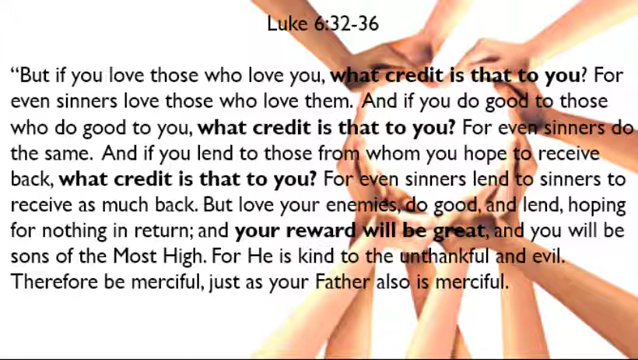 Luke 6:32-36
“But if you love those who love you, what credit is that to you? For
even sinners love those who love them. And if you do good to those
who do good to you, what credit is that to you? For even sinners do
the same. And if you lend to those from whom you hope to receive
back, what credit is that to you? For even sinners lend to sinners to
receive as much back. But love your enemies, do good, and lend, hoping
for nothing in return; and your reward will be great, and you will be
sons of the Most High. For He is kind to the unthankful and evil.
Therefore be merciful, just as your Father also is merciful.